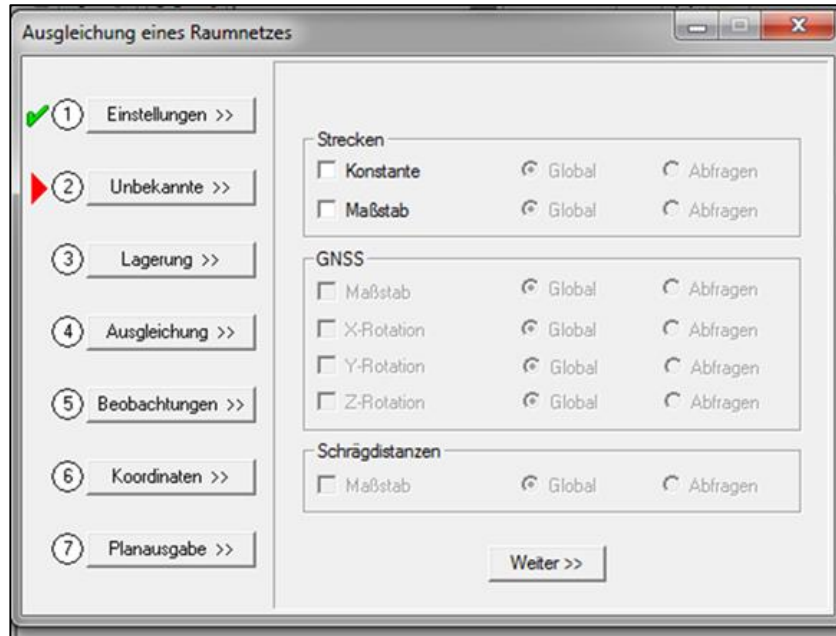 Ausgleichung eines Raumnetzes
1 Einstellungen >>
2 Unbekannte >>
3 Lagerung >>
4 Ausgleichung >>
5 Beobachtungen >>
6 Koordinaten >>
7 Planausgabe >>
Strecken
Konstante Global Abfragen
Maßstab Global Abfragen
GNSS
Maßstab Global Abfragen
X-Rotation Global Abfragen
Y-Rotation Global Abfragen
Z-Rotation Global Abfragen
Schrägdistanzen
Maßstab Global Abfragen
Weiter >>